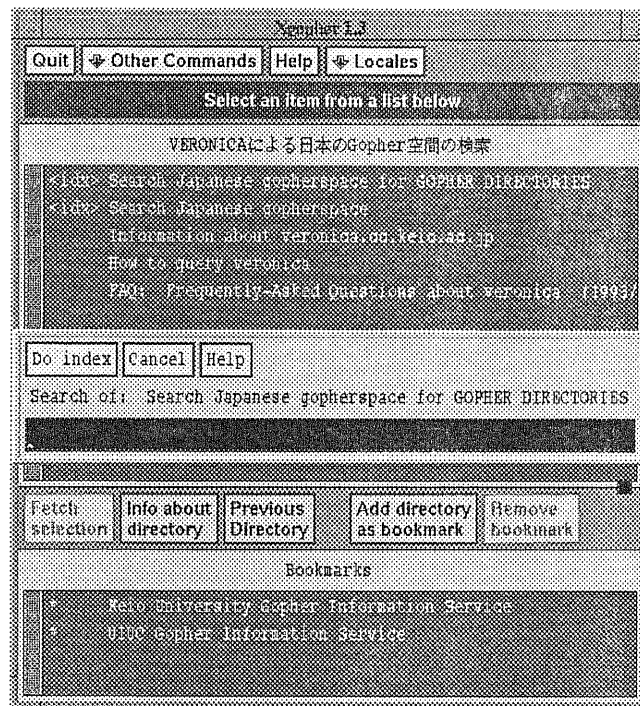 Xgopher 1.3
Quit Other Commands Help Locales
Select an item from a list below
VERONICAによる日本のGopher空間の検索
<idx> Search Japanese gopherspace for GOPHER DIRECTORIES
<idx> Search Japanese gopherspace
Information about veronica.cc.keio.ac.jp
How to query veronica
FAQ: Frequently-Asked Questions about veronica (1993/
Do index Cancel Help
Search of: Search Japanese gopherspace for GOPHER DIRECTORIES
Fetch selection Info about directory Previous Directory Add directory as bookmark Remove bookmark
Bookmarks
* Keio University Gopher Information Service
* UIUC Gopher Information Service